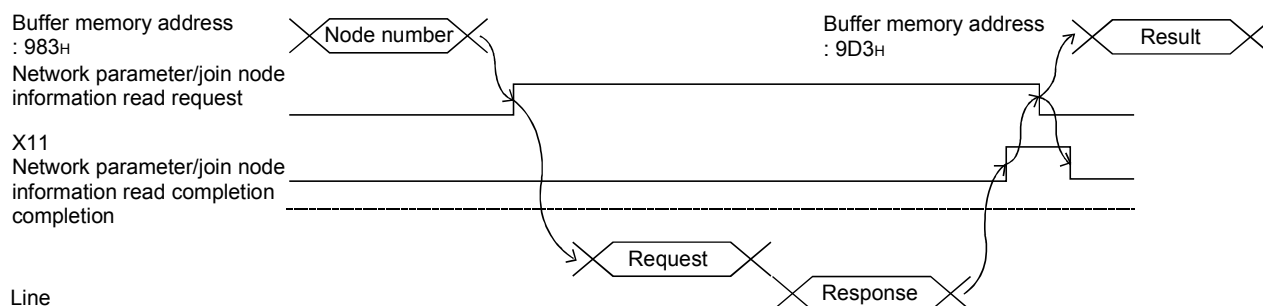 Buffer memory address
: 983H
Node number
Buffer memory address
: 9D3H
Result
Network parameter/join node
information read request
X11
Network parameter/join node
information read completion
completion
Request
Response
Line